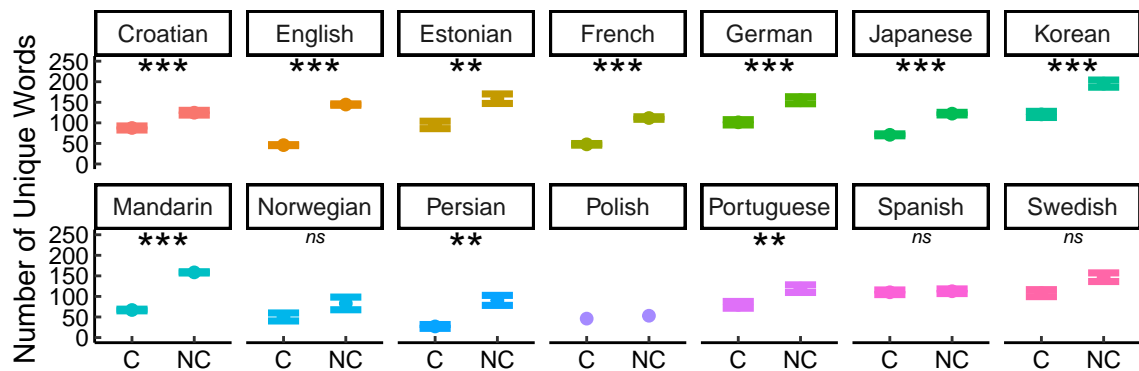 Number of Unique Words
Croatian English Estonian French German Japanese Korean
*** *** ** *** *** *** ***
250
200
150
100
50
0
Mandarin Norwegian Persian Polish Portuguese Spanish Swedish
*** ns ** ** ns ns
250
200
150
100
50
0
C NC C NC C NC C NC C NC C NC C NC